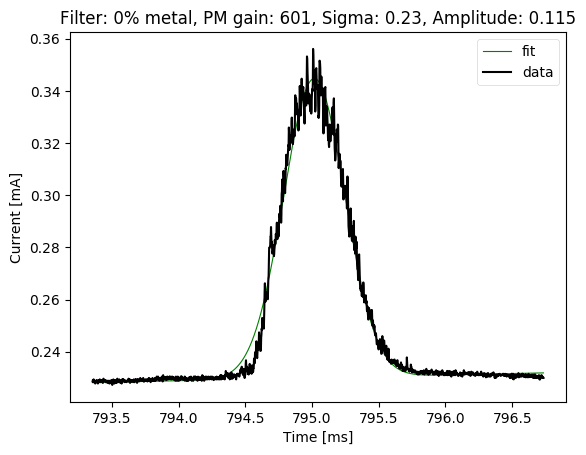 Filter: 0% metal, PM gain: 601, Sigma: 0.23, Amplitude: 0.115
fit
data
Current [mA]
0.36
0.34
0.32
0.30
0.28
0.26
0.24
793.5 794.0 794.5 795.0 795.5 796.0 796.5
Time [ms]